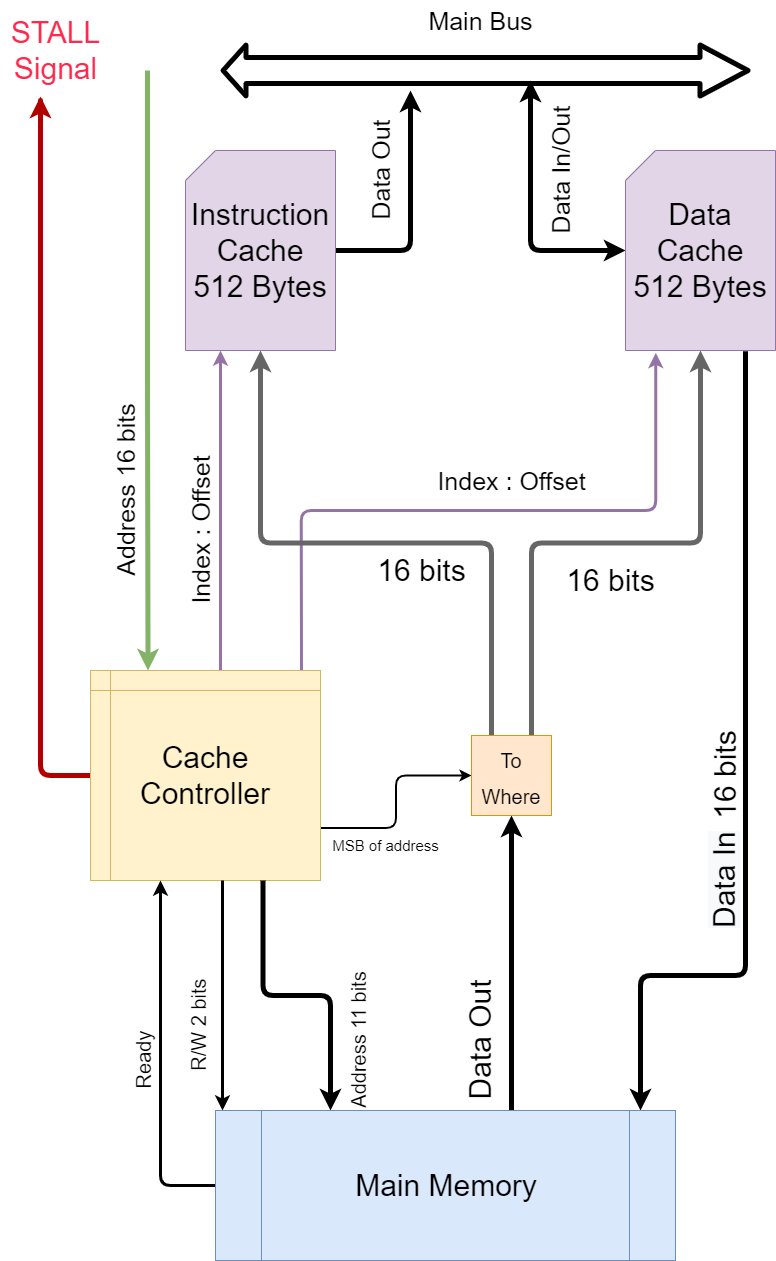 STALL
Signal
Main Bus
Data Out
Data In/Out
Instruction
Cache
512 Bytes
Data
Cache
512 Bytes
Address 16 bits
Index : Offset
Index : Offset
16 bits
16 bits
Cache
Controller
To
Where
MSB of address
Data In 16 bits
Ready
R/W 2 bits
Address 11 bits
Data Out
Main Memory